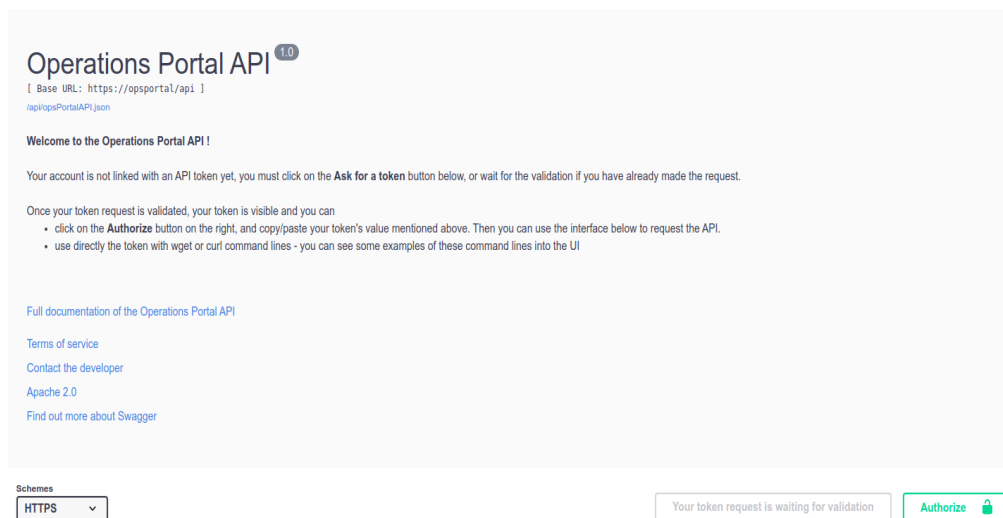 Operations Portal API 1.0
[ Base URL: https://opsportal/api ]
/api/opsPortalAPI.json
Welcome to the Operations Portal API !
Your account is not linked with an API token yet, you must click on the Ask for a token button below, or wait for the validation if you have already made the request.
Once your token request is validated, your token is visible and you can
• click on the Authorize button on the right, and copy/paste your token's value mentioned above. Then you can use the interface below to request the API.
• use directly the token with wget or curl command lines - you can see some examples of these command lines into the UI
Full documentation of the Operations Portal API
Terms of service
Contact the developer
Apache 2.0
Find out more about Swagger
Schemes
HTTPS
Your token request is waiting for validation
Authorize